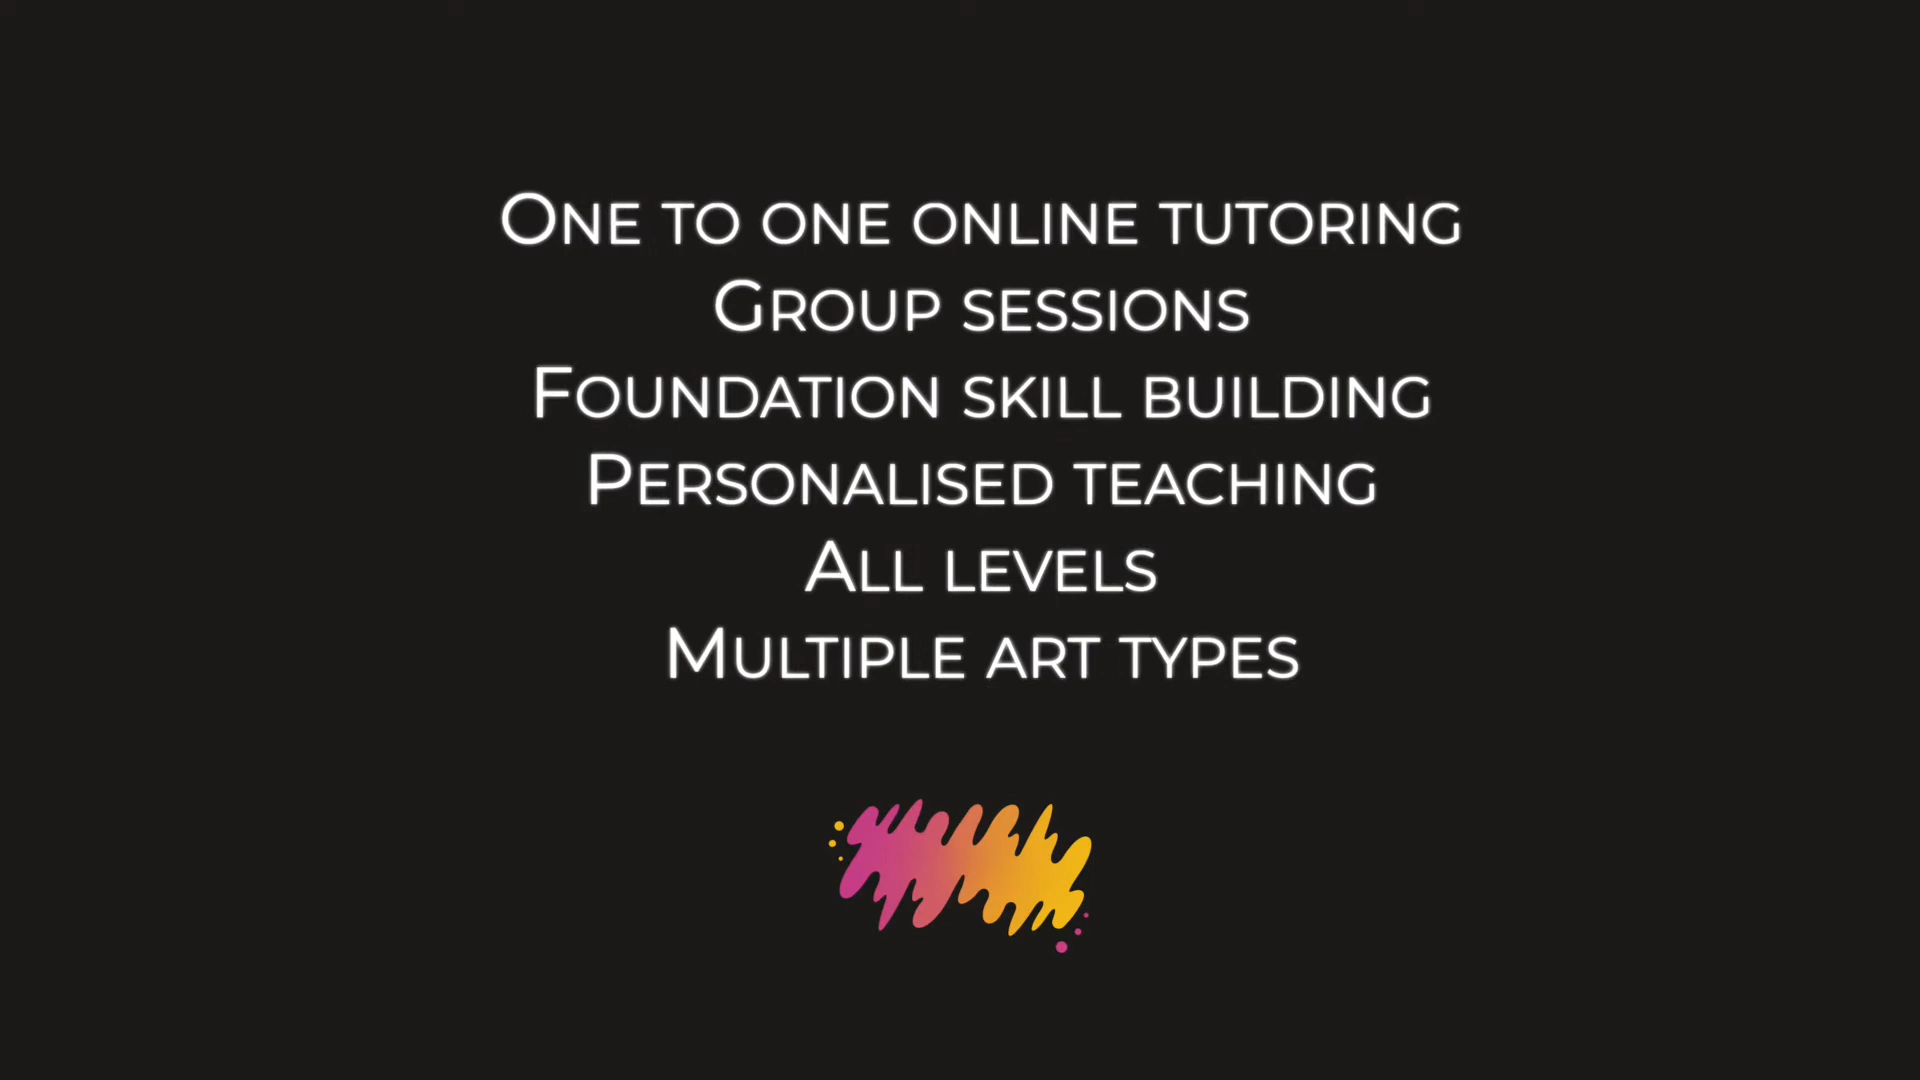 One to one online tutoring
Group sessions
Foundation skill building
Personalised teaching
All levels
Multiple art types